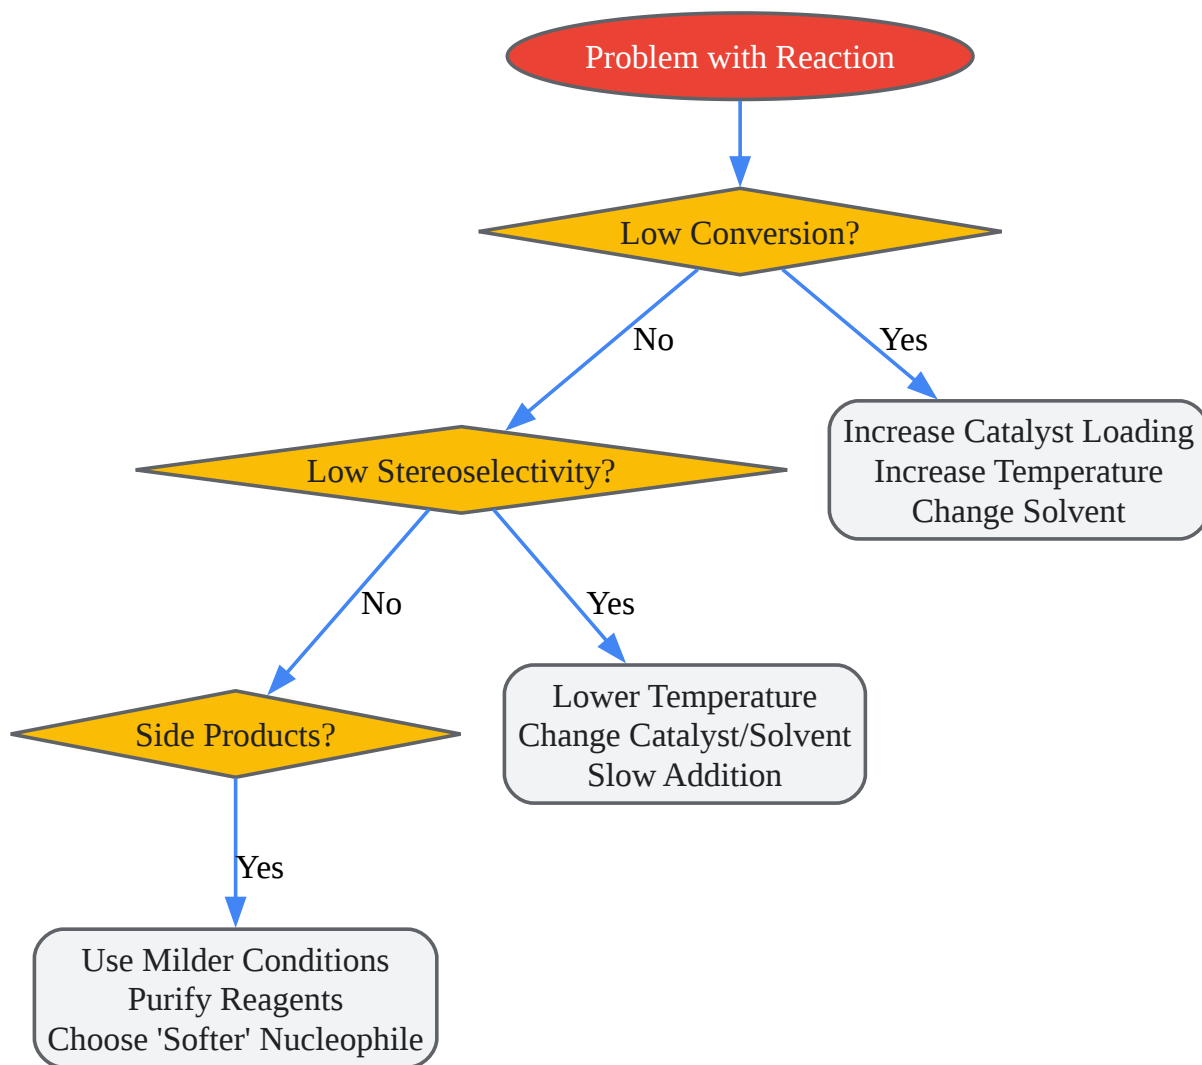 Problem with Reaction
Low Conversion?
No
Yes
Increase Catalyst Loading
Increase Temperature
Change Solvent
Low Stereoselectivity?
No
Yes
Lower Temperature
Change Catalyst/Solvent
Slow Addition
Side Products?
Yes
Use Milder Conditions
Purify Reagents
Choose 'Softer' Nucleophile